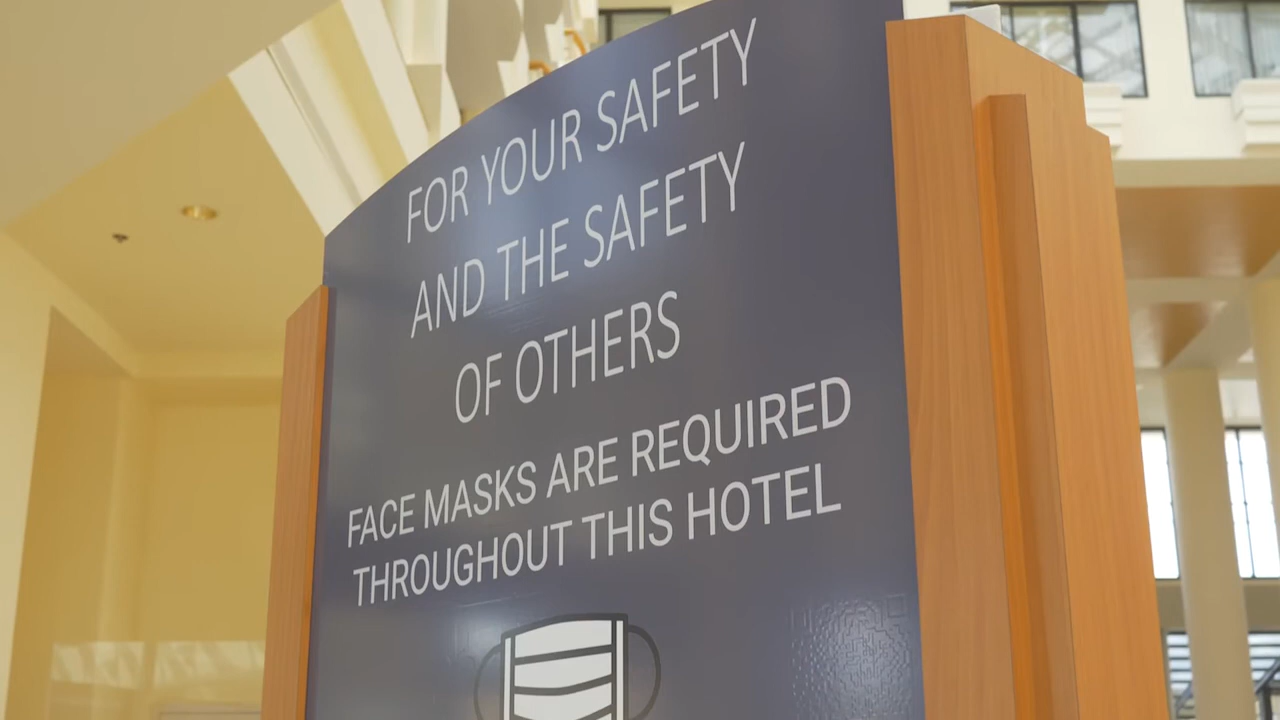 FOR YOUR SAFETY
AND THE SAFETY
OF OTHERS
FACE MASKS ARE REQUIRED
THROUGHOUT THIS HOTEL